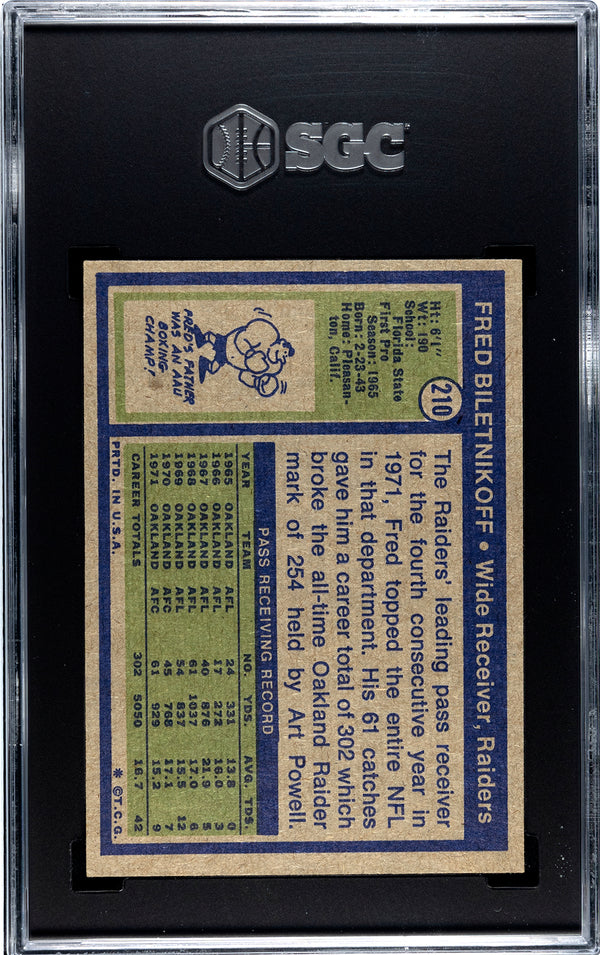 SGC
FRED BILETNIKOFF • Wide Receiver, Raiders
210
Ht: 6'1"
Wt: 190
School:
Florida State
First Pro
Season: 1965
Born: 2-23-43
Home: Pleasan-
ton, Calif.
FRED'S FATHER
WAS AN AAU
BOXING
CHAMP!
The Raiders' leading pass receiver
for the fourth consecutive year in
1971, Fred topped the entire NFL
in that department. His 61 catches
gave him a career total of 302 which
broke the all-time Oakland Raider
mark of 254 held by Art Powell.
PASS RECEIVING RECORD
YEAR TEAM NO. YDS. AVG. TDS.
1965 OAKLAND AFL 24 331 13.8 0
1966 OAKLAND AFL 17 272 16.0 3
1967 OAKLAND AFL 40 876 21.9 5
1968 OAKLAND AFL 61 1037 17.0 6
1969 OAKLAND AFL 54 837 15.5 12
1970 OAKLAND AFC 45 768 17.1 7
1971 OAKLAND AFC 61 929 15.2 9
CAREER TOTALS 302 5050 16.7 42
PRTD. IN U.S.A. * ©T.C.G.